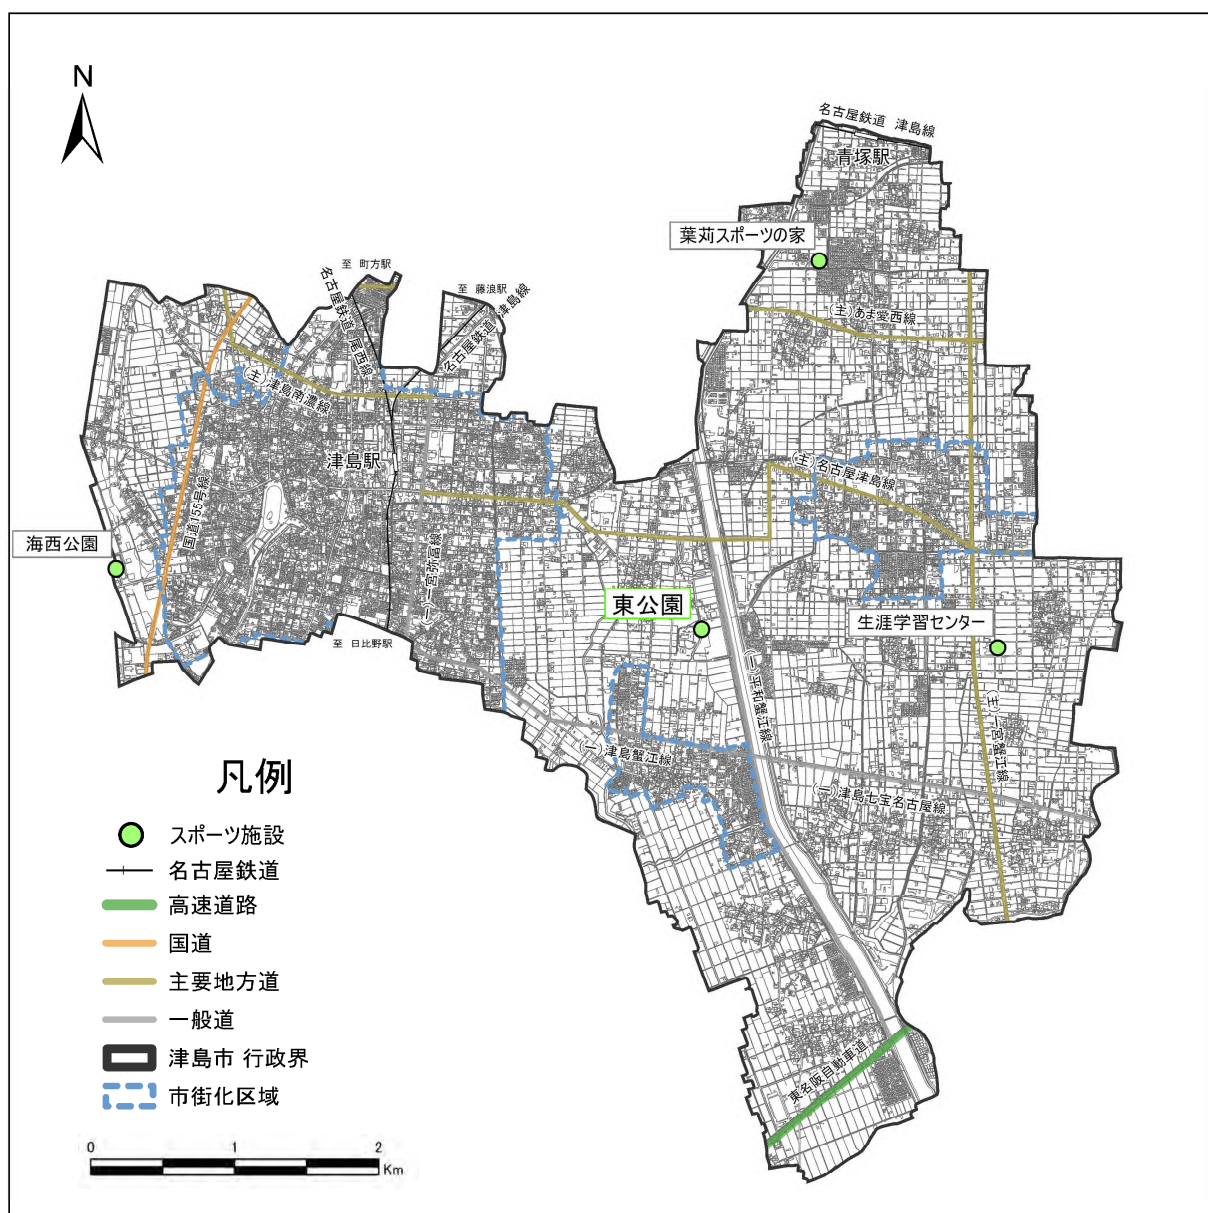 N
名古屋鉄道 津島線
青塚駅
葉苅スポーツの家
至 町方駅
至 藤浪駅
名古屋鉄道 尾西線
名古屋鉄道 津島線
(主)あま愛西線
(主)津島南濃線
津島駅
(主)名古屋津島線
国道155号線
海西公園
(一)一宮弥富線
東公園
生涯学習センター
至 日比野駅
(一)平和蟹江線
(主)一宮蟹江線
(一)津島蟹江線
(一)津島七宝名古屋線
東名阪自動車道
凡例
スポーツ施設
名古屋鉄道
高速道路
国道
主要地方道
一般道
津島市 行政界
市街化区域
0 1 2
Km